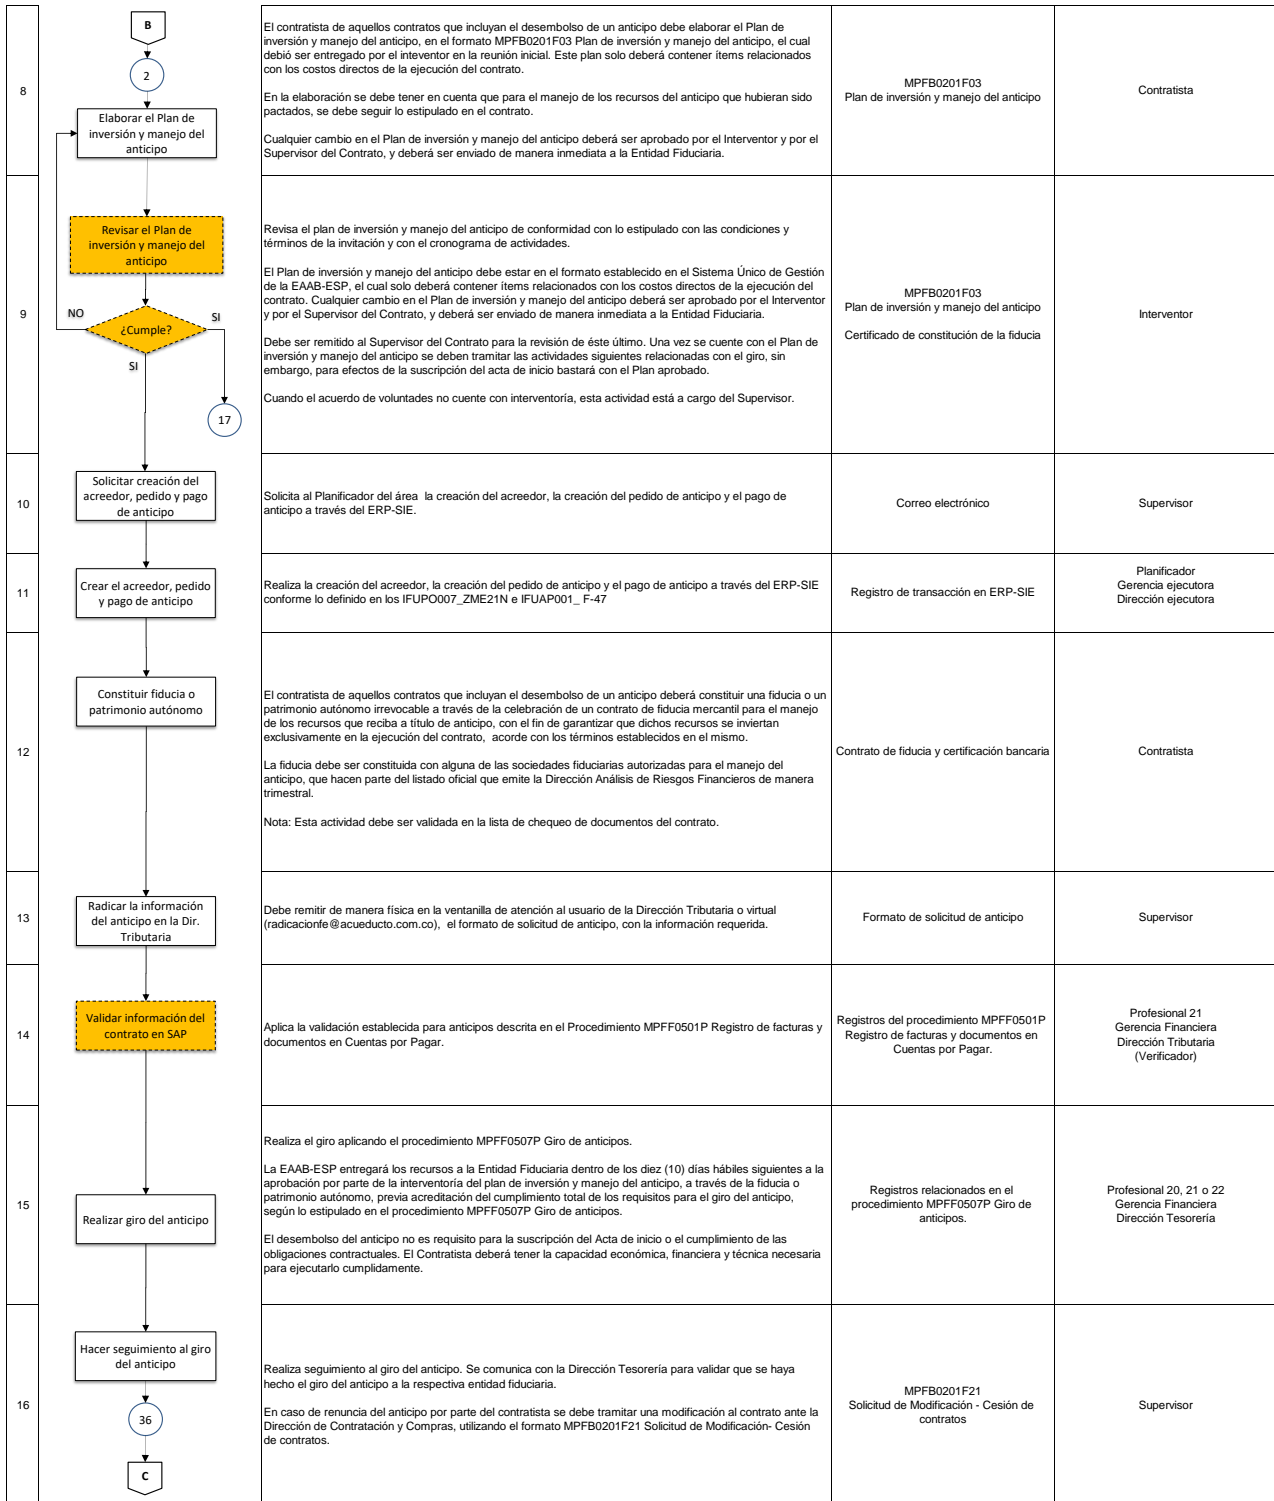 8
B
2
Elaborar el Plan de
inversión y manejo del
anticipo
El contratista de aquellos contratos que incluyan el desembolso de un anticipo debe elaborar el Plan de
inversión y manejo del anticipo, en el formato MPFB0201F03 Plan de inversión y manejo del anticipo, el cual
debió ser entregado por el inteventor en la reunión inicial. Este plan solo deberá contener ítems relacionados
con los costos directos de la ejecución del contrato.
En la elaboración se debe tener en cuenta que para el manejo de los recursos del anticipo que hubieran sido
pactados, se debe seguir lo estipulado en el contrato.
Cualquier cambio en el Plan de inversión y manejo del anticipo deberá ser aprobado por el Interventor y por el
Supervisor del Contrato, y deberá ser enviado de manera inmediata a la Entidad Fiduciaria.
MPFB0201F03
Plan de inversión y manejo del anticipo
Contratista
9
Revisar el Plan de
inversión y manejo del
anticipo
NO
¿Cumple?
SI
SI
17
Revisa el plan de inversión y manejo del anticipo de conformidad con lo estipulado con las condiciones y
términos de la invitación y con el cronograma de actividades.
El Plan de inversión y manejo del anticipo debe estar en el formato establecido en el Sistema Único de Gestión
de la EAAB-ESP, el cual solo deberá contener ítems relacionados con los costos directos de la ejecución del
contrato. Cualquier cambio en el Plan de inversión y manejo del anticipo deberá ser aprobado por el Interventor
y por el Supervisor del Contrato, y deberá ser enviado de manera inmediata a la Entidad Fiduciaria.
Debe ser remitido al Supervisor del Contrato para la revisión de éste último. Una vez se cuente con el Plan de
inversión y manejo del anticipo se deben tramitar las actividades siguientes relacionadas con el giro, sin
embargo, para efectos de la suscripción del acta de inicio bastará con el Plan aprobado.
Cuando el acuerdo de voluntades no cuente con interventoría, esta actividad está a cargo del Supervisor.
MPFB0201F03
Plan de inversión y manejo del anticipo
Certificado de constitución de la fiducia
Interventor
10
Solicitar creación del
acreedor, pedido y pago
de anticipo
Solicita al Planificador del área  la creación del acreedor, la creación del pedido de anticipo y el pago de
anticipo a través del ERP-SIE.
Correo electrónico
Supervisor
11
Crear el acreedor, pedido
y pago de anticipo
Realiza la creación del acreedor, la creación del pedido de anticipo y el pago de anticipo a través del ERP-SIE
conforme lo definido en los IFUPO007_ZME21N e IFUAP001_ F-47
Registro de transacción en ERP-SIE
Planificador
Gerencia ejecutora
Dirección ejecutora
12
Constituir fiducia o
patrimonio autónomo
El contratista de aquellos contratos que incluyan el desembolso de un anticipo deberá constituir una fiducia o un
patrimonio autónomo irrevocable a través de la celebración de un contrato de fiducia mercantil para el manejo
de los recursos que reciba a título de anticipo, con el fin de garantizar que dichos recursos se inviertan
exclusivamente en la ejecución del contrato,  acorde con los términos establecidos en el mismo.
La fiducia debe ser constituida con alguna de las sociedades fiduciarias autorizadas para el manejo del
anticipo, que hacen parte del listado oficial que emite la Dirección Análisis de Riesgos Financieros de manera
trimestral.
Nota: Esta actividad debe ser validada en la lista de chequeo de documentos del contrato.
Contrato de fiducia y certificación bancaria
Contratista
13
Radicar la información
del anticipo en la Dir.
Tributaria
Debe remitir de manera física en la ventanilla de atención al usuario de la Dirección Tributaria o virtual
(radicacionfe@acueducto.com.co),  el formato de solicitud de anticipo, con la información requerida.
Formato de solicitud de anticipo
Supervisor
14
Validar información del
contrato en SAP
Aplica la validación establecida para anticipos descrita en el Procedimiento MPFF0501P Registro de facturas y
documentos en Cuentas por Pagar.
Registros del procedimiento MPFF0501P
Registro de facturas y documentos en
Cuentas por Pagar.
Profesional 21
Gerencia Financiera
Dirección Tributaria
(Verificador)
15
Realizar giro del anticipo
Realiza el giro aplicando el procedimiento MPFF0507P Giro de anticipos.
La EAAB-ESP entregará los recursos a la Entidad Fiduciaria dentro de los diez (10) días hábiles siguientes a la
aprobación por parte de la interventoría del plan de inversión y manejo del anticipo, a través de la fiducia o
patrimonio autónomo, previa acreditación del cumplimiento total de los requisitos para el giro del anticipo,
según lo estipulado en el procedimiento MPFF0507P Giro de anticipos.
El desembolso del anticipo no es requisito para la suscripción del Acta de inicio o el cumplimiento de las
obligaciones contractuales. El Contratista deberá tener la capacidad económica, financiera y técnica necesaria
para ejecutarlo cumplidamente.
Registros relacionados en el
procedimiento MPFF0507P Giro de
anticipos.
Profesional 20, 21 o 22
Gerencia Financiera
Dirección Tesorería
16
Hacer seguimiento al giro
del anticipo
36
C
Realiza seguimiento al giro del anticipo. Se comunica con la Dirección Tesorería para validar que se haya
hecho el giro del anticipo a la respectiva entidad fiduciaria.
En caso de renuncia del anticipo por parte del contratista se debe tramitar una modificación al contrato ante la
Dirección de Contratación y Compras, utilizando el formato MPFB0201F21 Solicitud de Modificación- Cesión
de contratos.
MPFB0201F21
Solicitud de Modificación - Cesión de
contratos
Supervisor